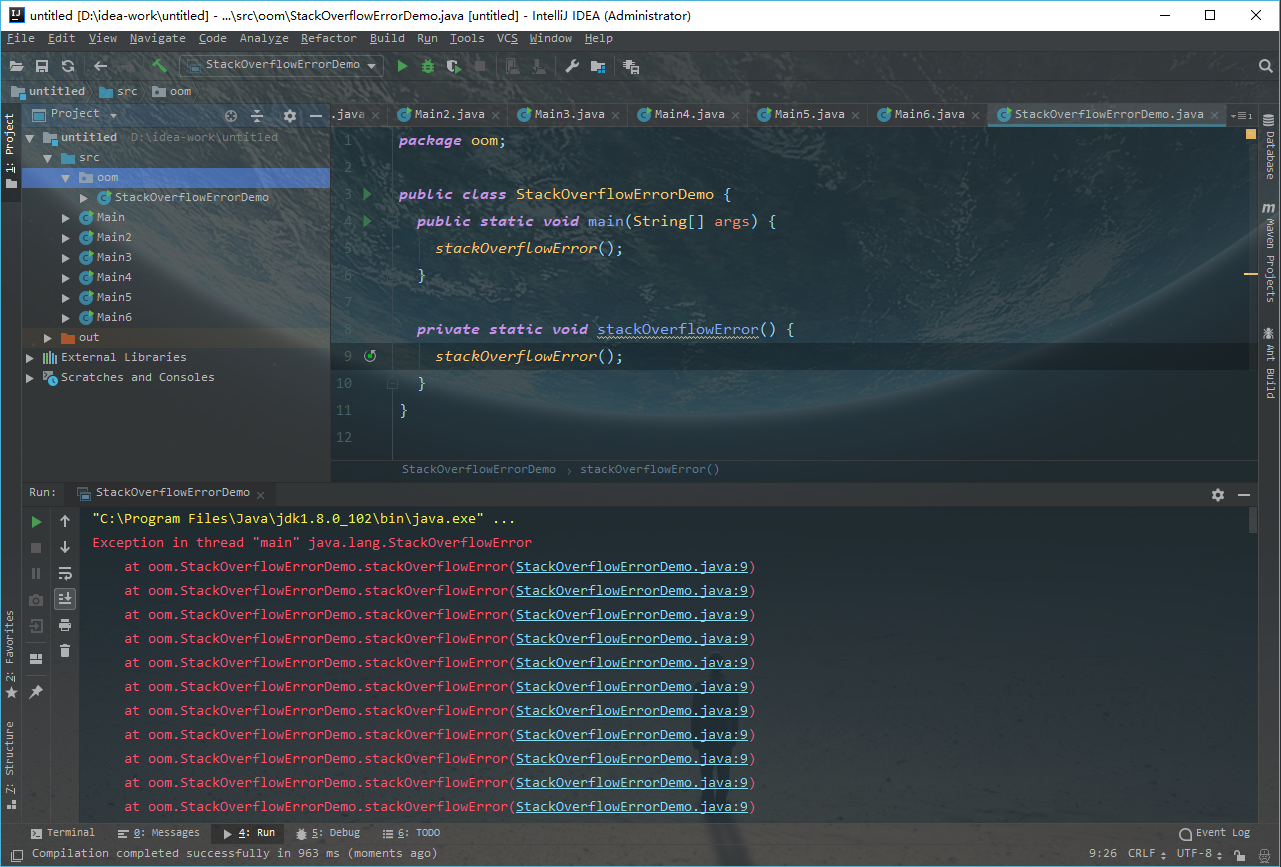 untitled [D:\idea-work\untitled] - ...\src\oom\StackOverflowErrorDemo.java [untitled] - IntelliJ IDEA (Administrator)
File Edit View Navigate Code Analyze Refactor Build Run Tools VCS Window Help
StackOverflowErrorDemo
untitled src oom
1: Project
Project
untitled D:\idea-work\untitled
src
oom
StackOverflowErrorDemo
Main
Main2
Main3
Main4
Main5
Main6
out
External Libraries
Scratches and Consoles
.java Main2.java Main3.java Main4.java Main5.java Main6.java StackOverflowErrorDemo.java
1 package oom;
2
3 public class StackOverflowErrorDemo {
4 public static void main(String[] args) {
5 stackOverflowError();
6 }
7
8 private static void stackOverflowError() {
9 stackOverflowError();
10 }
11 }
12
StackOverflowErrorDemo › stackOverflowError()
Database
Maven Projects
Ant Build
Run: StackOverflowErrorDemo
"C:\Program Files\Java\jdk1.8.0_102\bin\java.exe" ...
Exception in thread "main" java.lang.StackOverflowError
at oom.StackOverflowErrorDemo.stackOverflowError(StackOverflowErrorDemo.java:9)
at oom.StackOverflowErrorDemo.stackOverflowError(StackOverflowErrorDemo.java:9)
at oom.StackOverflowErrorDemo.stackOverflowError(StackOverflowErrorDemo.java:9)
at oom.StackOverflowErrorDemo.stackOverflowError(StackOverflowErrorDemo.java:9)
at oom.StackOverflowErrorDemo.stackOverflowError(StackOverflowErrorDemo.java:9)
at oom.StackOverflowErrorDemo.stackOverflowError(StackOverflowErrorDemo.java:9)
at oom.StackOverflowErrorDemo.stackOverflowError(StackOverflowErrorDemo.java:9)
at oom.StackOverflowErrorDemo.stackOverflowError(StackOverflowErrorDemo.java:9)
at oom.StackOverflowErrorDemo.stackOverflowError(StackOverflowErrorDemo.java:9)
at oom.StackOverflowErrorDemo.stackOverflowError(StackOverflowErrorDemo.java:9)
at oom.StackOverflowErrorDemo.stackOverflowError(StackOverflowErrorDemo.java:9)
2: Favorites
Z: Structure
Terminal 0: Messages 4: Run 5: Debug 6: TODO Event Log
Compilation completed successfully in 963 ms (moments ago) 9:26 CRLF UTF-8